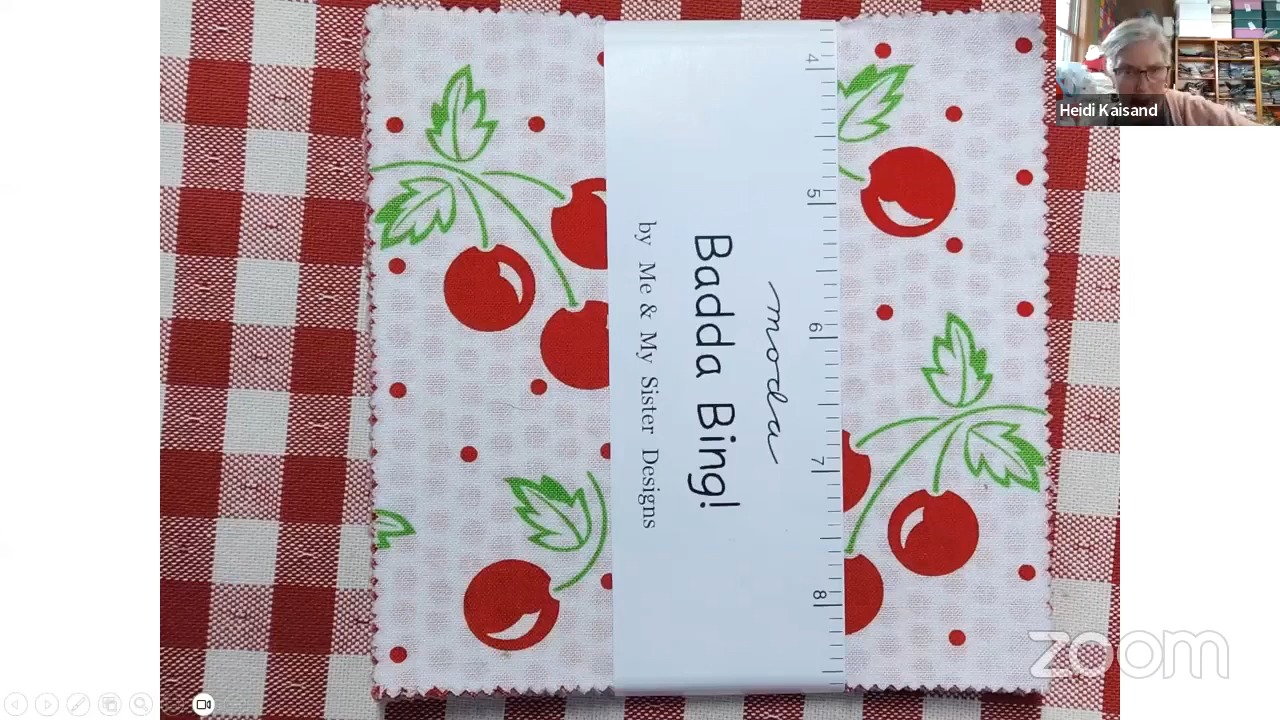 moda
Badda Bing!
by Me & My Sister Designs
4
5
6
7
8
Heidi Kaisand
zoom